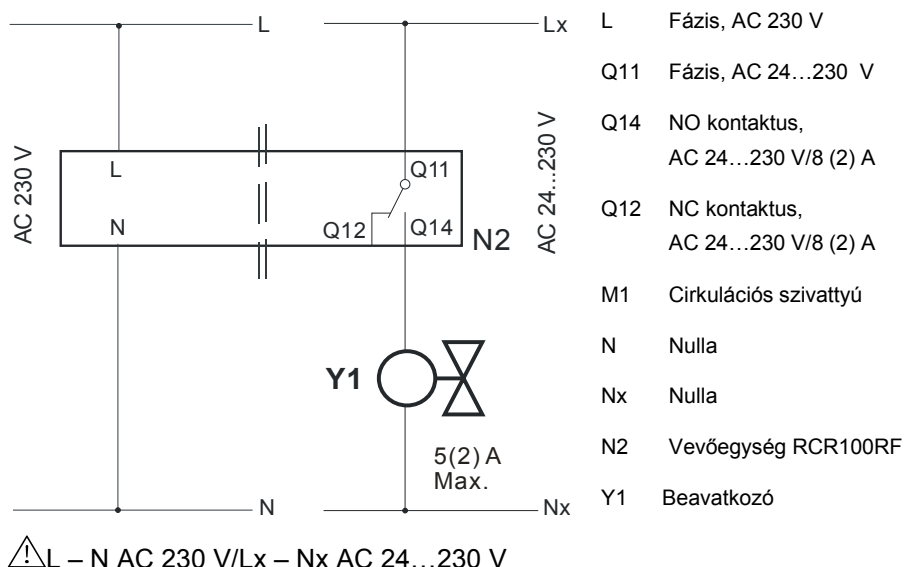 L
Lx
AC 230 V
L
N
Q11
Q12
Q14
N2
AC 24...230 V
Y1
5(2) A
Max.
N
Nx
L Fázis, AC 230 V
Q11 Fázis, AC 24…230 V
Q14 NO kontaktus,
AC 24…230 V/8 (2) A
Q12 NC kontaktus,
AC 24…230 V/8 (2) A
M1 Cirkulációs szivattyú
N Nulla
Nx Nulla
N2 Vevőegység RCR100RF
Y1 Beavatkozó
⚠L – N AC 230 V/Lx – Nx AC 24…230 V